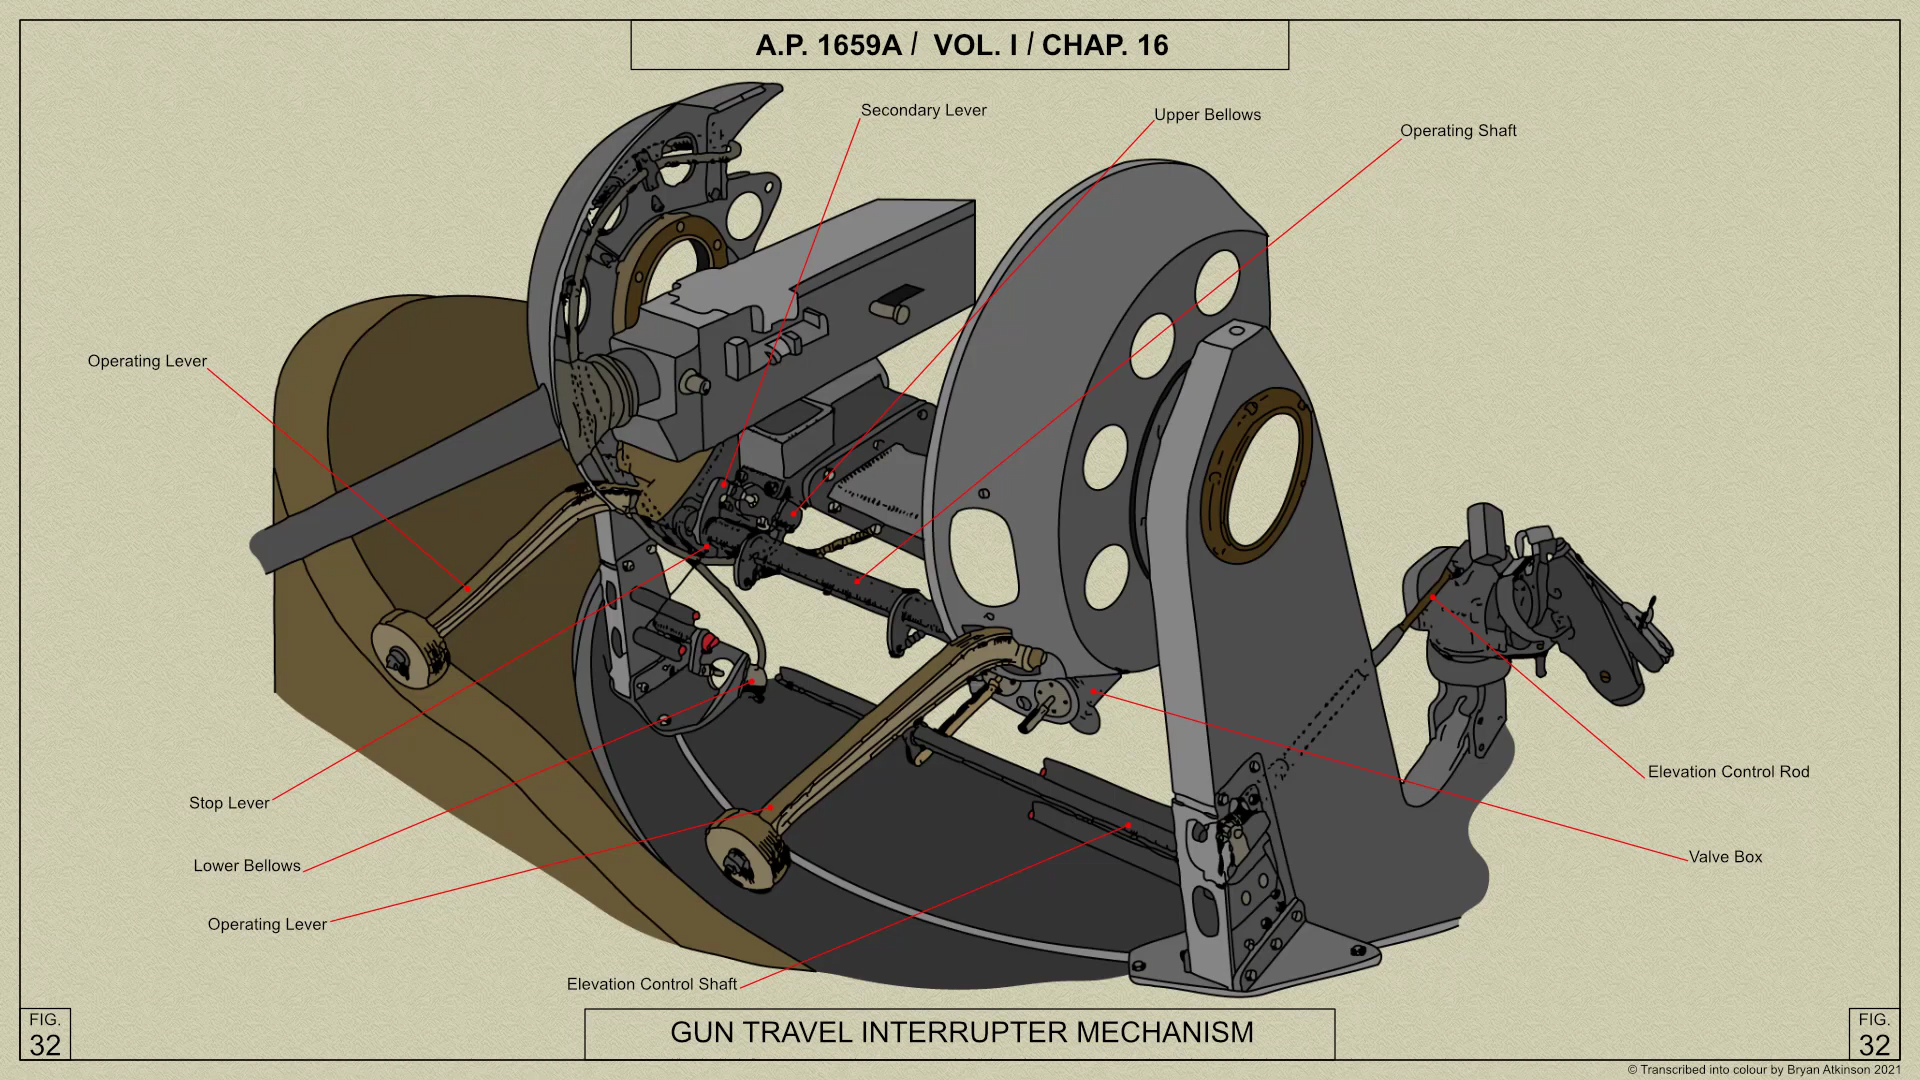 A.P. 1659A / VOL. I / CHAP. 16
Secondary Lever
Upper Bellows
Operating Shaft
Operating Lever
Elevation Control Rod
Stop Lever
Valve Box
Lower Bellows
Operating Lever
Elevation Control Shaft
FIG.
32
GUN TRAVEL INTERRUPTER MECHANISM
FIG.
32
© Transcribed into colour by Bryan Atkinson 2021